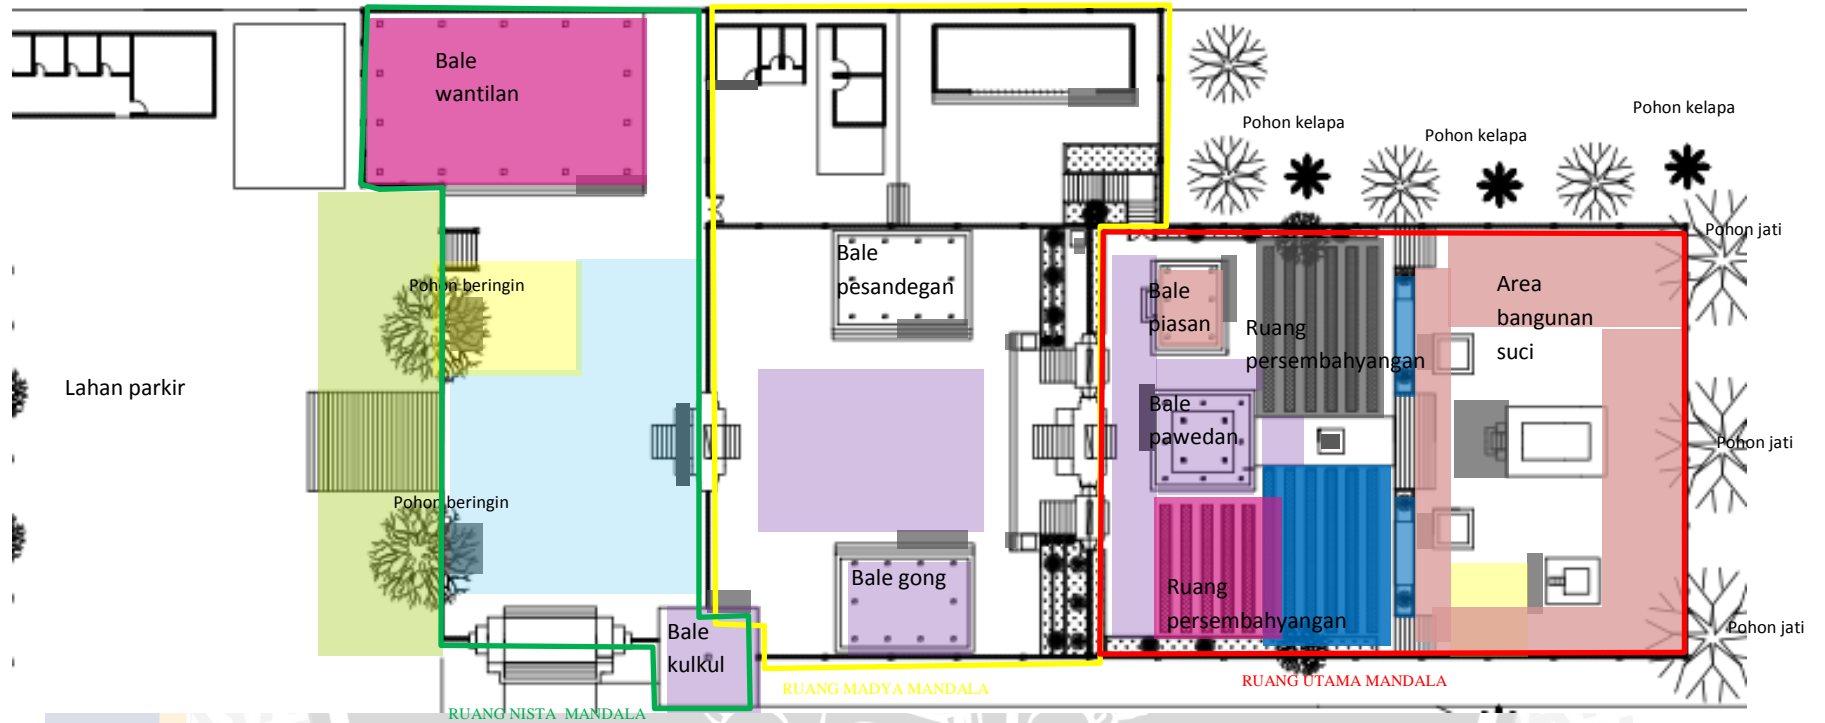 Bale
wantilan
Pohon kelapa
Pohon kelapa
Pohon kelapa
Pohon jati
Bale
pesandegan
Pohon beringin
Bale
piasan
Ruang
persembahyangan
Area
bangunan
suci
Lahan parkir
Bale
pawedan
Pohon jati
Pohon beringin
Bale gong
Ruang
persembahyangan
Bale
kulkul
Pohon jati
RUANG NISTA MANDALA
RUANG MADYA MANDALA
RUANG UTAMA MANDALA